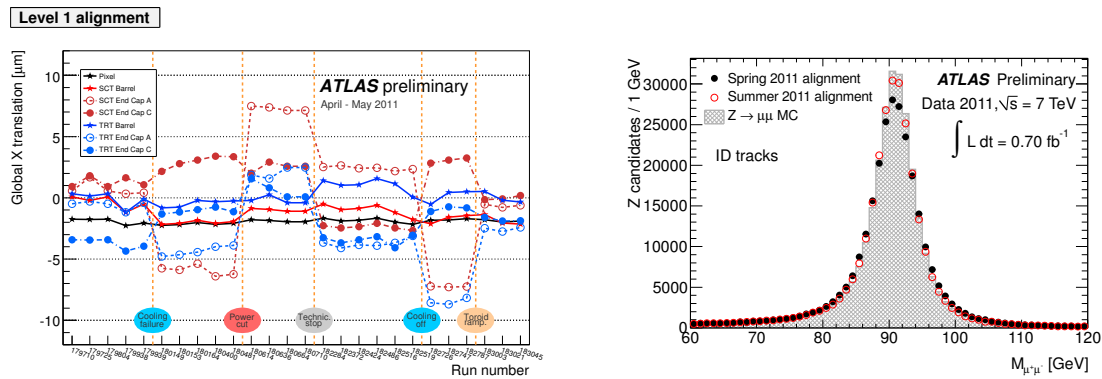 Level 1 alignment
Global X translation [μm]
10
5
0
-5
-10
Pixel
SCT Barrel
SCT End Cap A
SCT End Cap C
TRT Barrel
TRT End Cap A
TRT End Cap C
ATLAS preliminary
April - May 2011
Cooling
failure
Power
cut
Technic.
stop
Cooling
off
Toroid
ramp.
Run number
Z candidates / 1 GeV
30000
25000
20000
15000
10000
5000
0
Spring 2011 alignment
Summer 2011 alignment
Z → μμ MC
ID tracks
ATLAS Preliminary
Data 2011, √s = 7 TeV
∫ L dt = 0.70 fb⁻¹
60 70 80 90 100 110 120
M μ⁺μ⁻ [GeV]